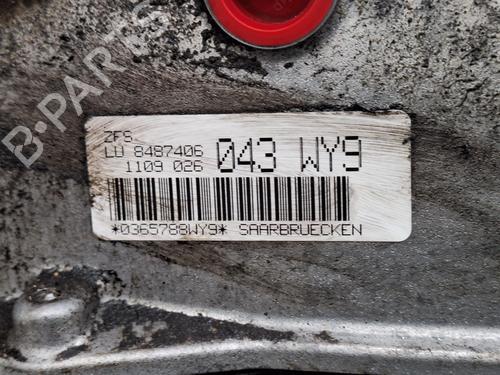 B-PARTS
ZFS
LU 8487406 043 WY9
1109 026
*0365788WY9* SAARBRUECKEN